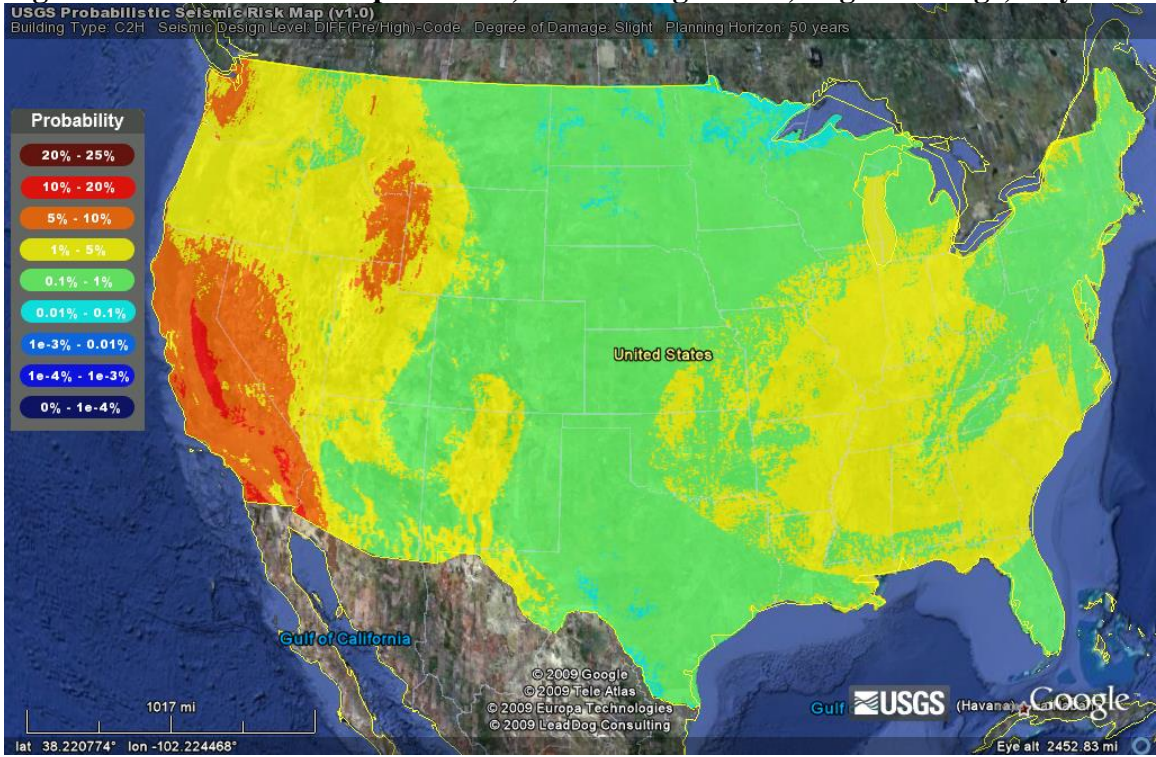 USGS Probabilistic Seismic Risk Map (v1.0)
Building Type: C2H Seismic Design Level: DIFF(Pre/High)-Code Degree of Damage: Slight Planning Horizon: 50 years
Probability
20% - 25%
10% - 20%
5% - 10%
1% - 5%
0.1% - 1%
0.01% - 0.1%
1e-3% - 0.01%
1e-4% - 1e-3%
0% - 1e-4%
United States
Gulf of California
© 2009 Google
© 2009 Tele Atlas
© 2009 Europa Technologies
© 2009 LeadDog Consulting
1017 mi
Gulf
USGS
(Havana)
Google
lat 38.220774° lon -102.224468°
Eye alt 2452.83 mi